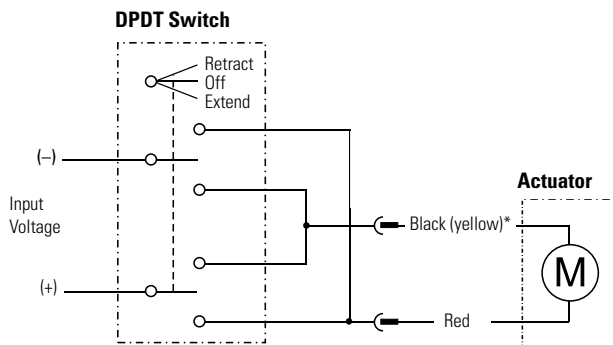 DPDT Switch
Retract
Off
Extend
(–)
Input
Voltage
(+)
Actuator
Black (yellow)*
M
Red